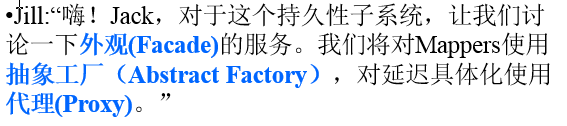 •Jill:“嗨！Jack，对于这个持久性子系统，让我们讨
论一下外观(Facade)的服务。我们将对Mappers使用
抽象工厂（Abstract Factory），对延迟具体化使用
代理(Proxy)。”